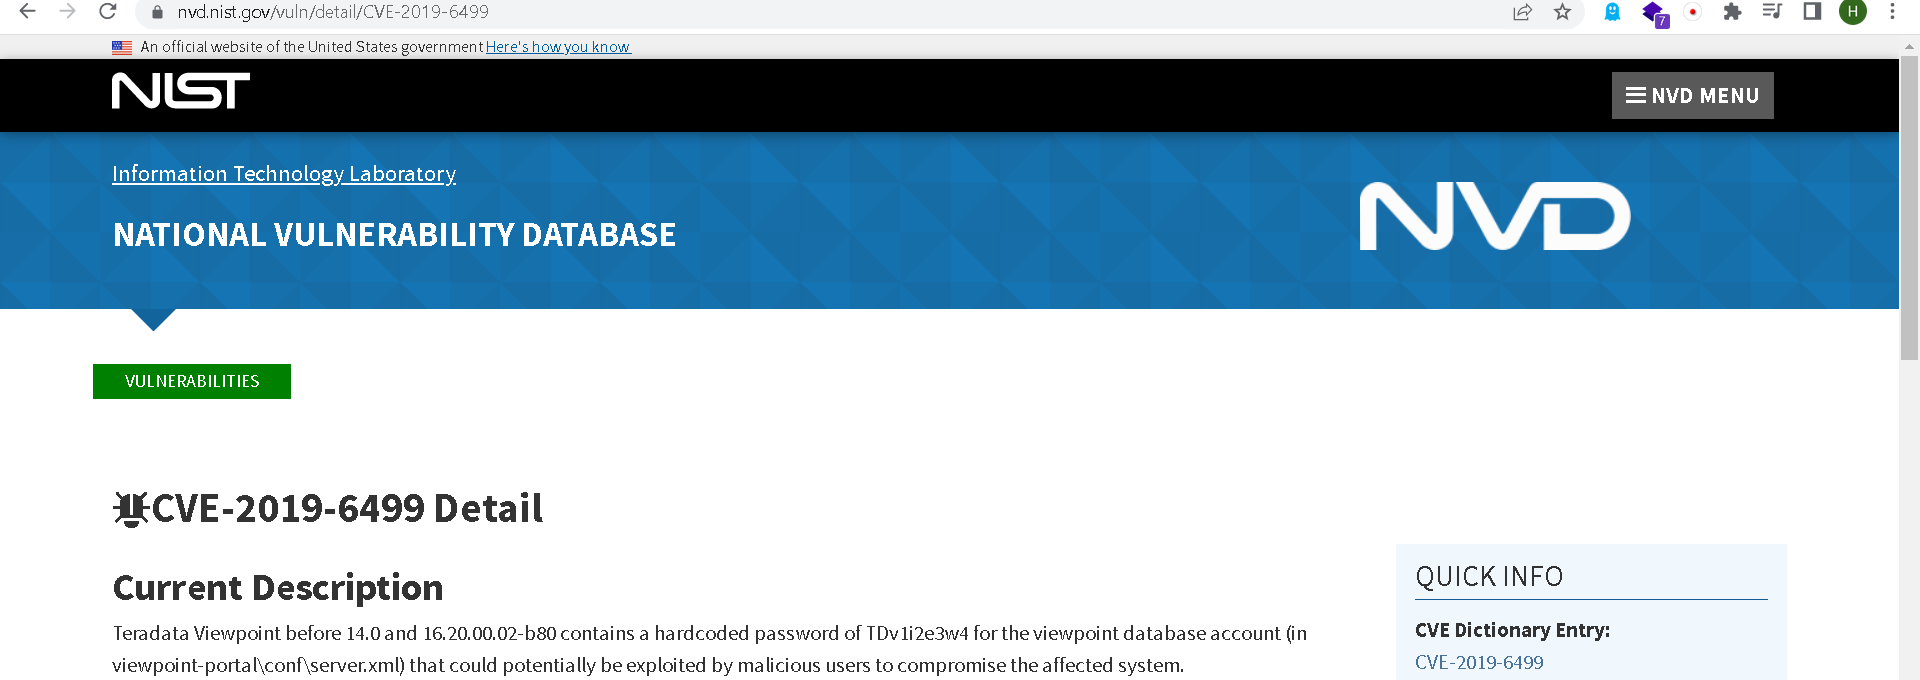 nvd.nist.gov/vuln/detail/CVE-2019-6499
7
H
An official website of the United States government Here's how you know
NIST
NVD MENU
Information Technology Laboratory
NVD
NATIONAL VULNERABILITY DATABASE
VULNERABILITIES
CVE-2019-6499 Detail
QUICK INFO
Current Description
CVE Dictionary Entry:
Teradata Viewpoint before 14.0 and 16.20.00.02-b80 contains a hardcoded password of TDv1i2e3w4 for the viewpoint database account (in
viewpoint-portal\conf\server.xml) that could potentially be exploited by malicious users to compromise the affected system.
CVE-2019-6499